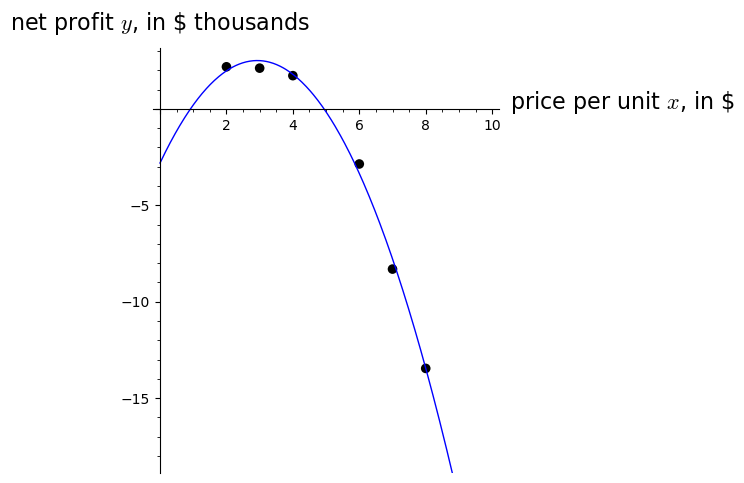 net profit y, in $ thousands
price per unit x, in $
2 4 6 8 10
−5
−10
−15